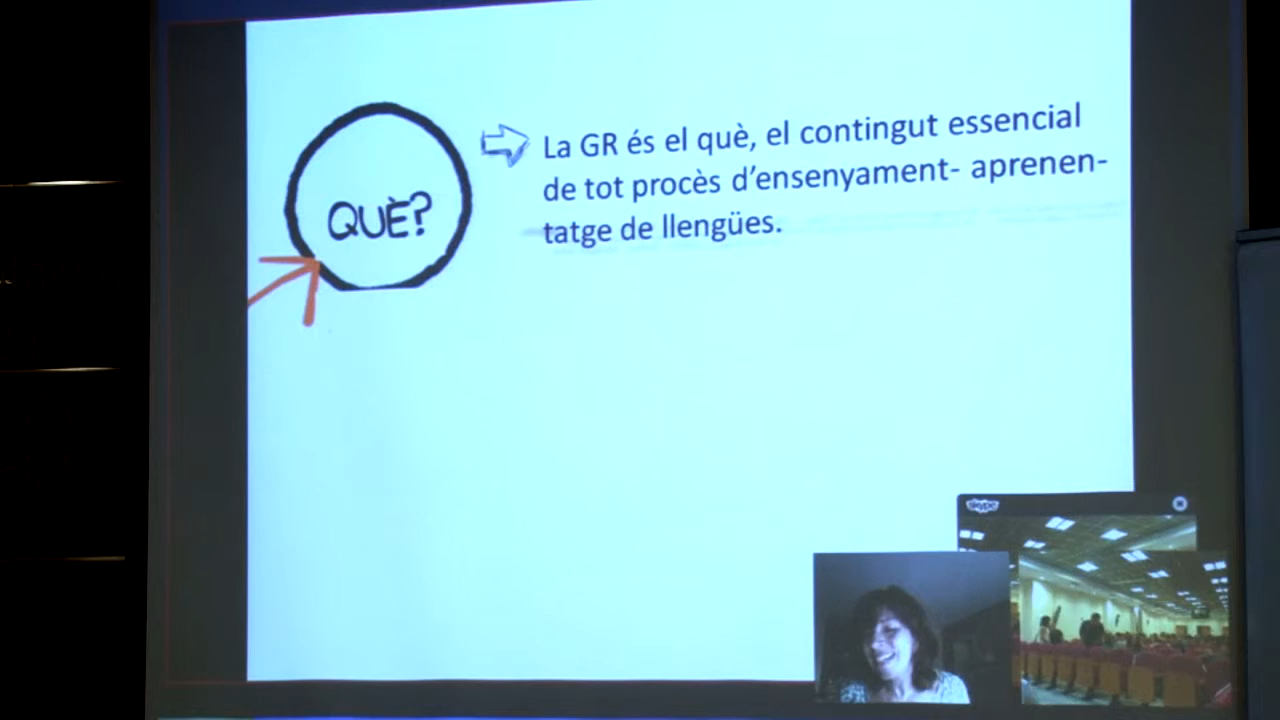 QUÈ?
La GR és el què, el contingut essencial
de tot procès d'ensenyament- aprenen-
tatge de llengües.
skype